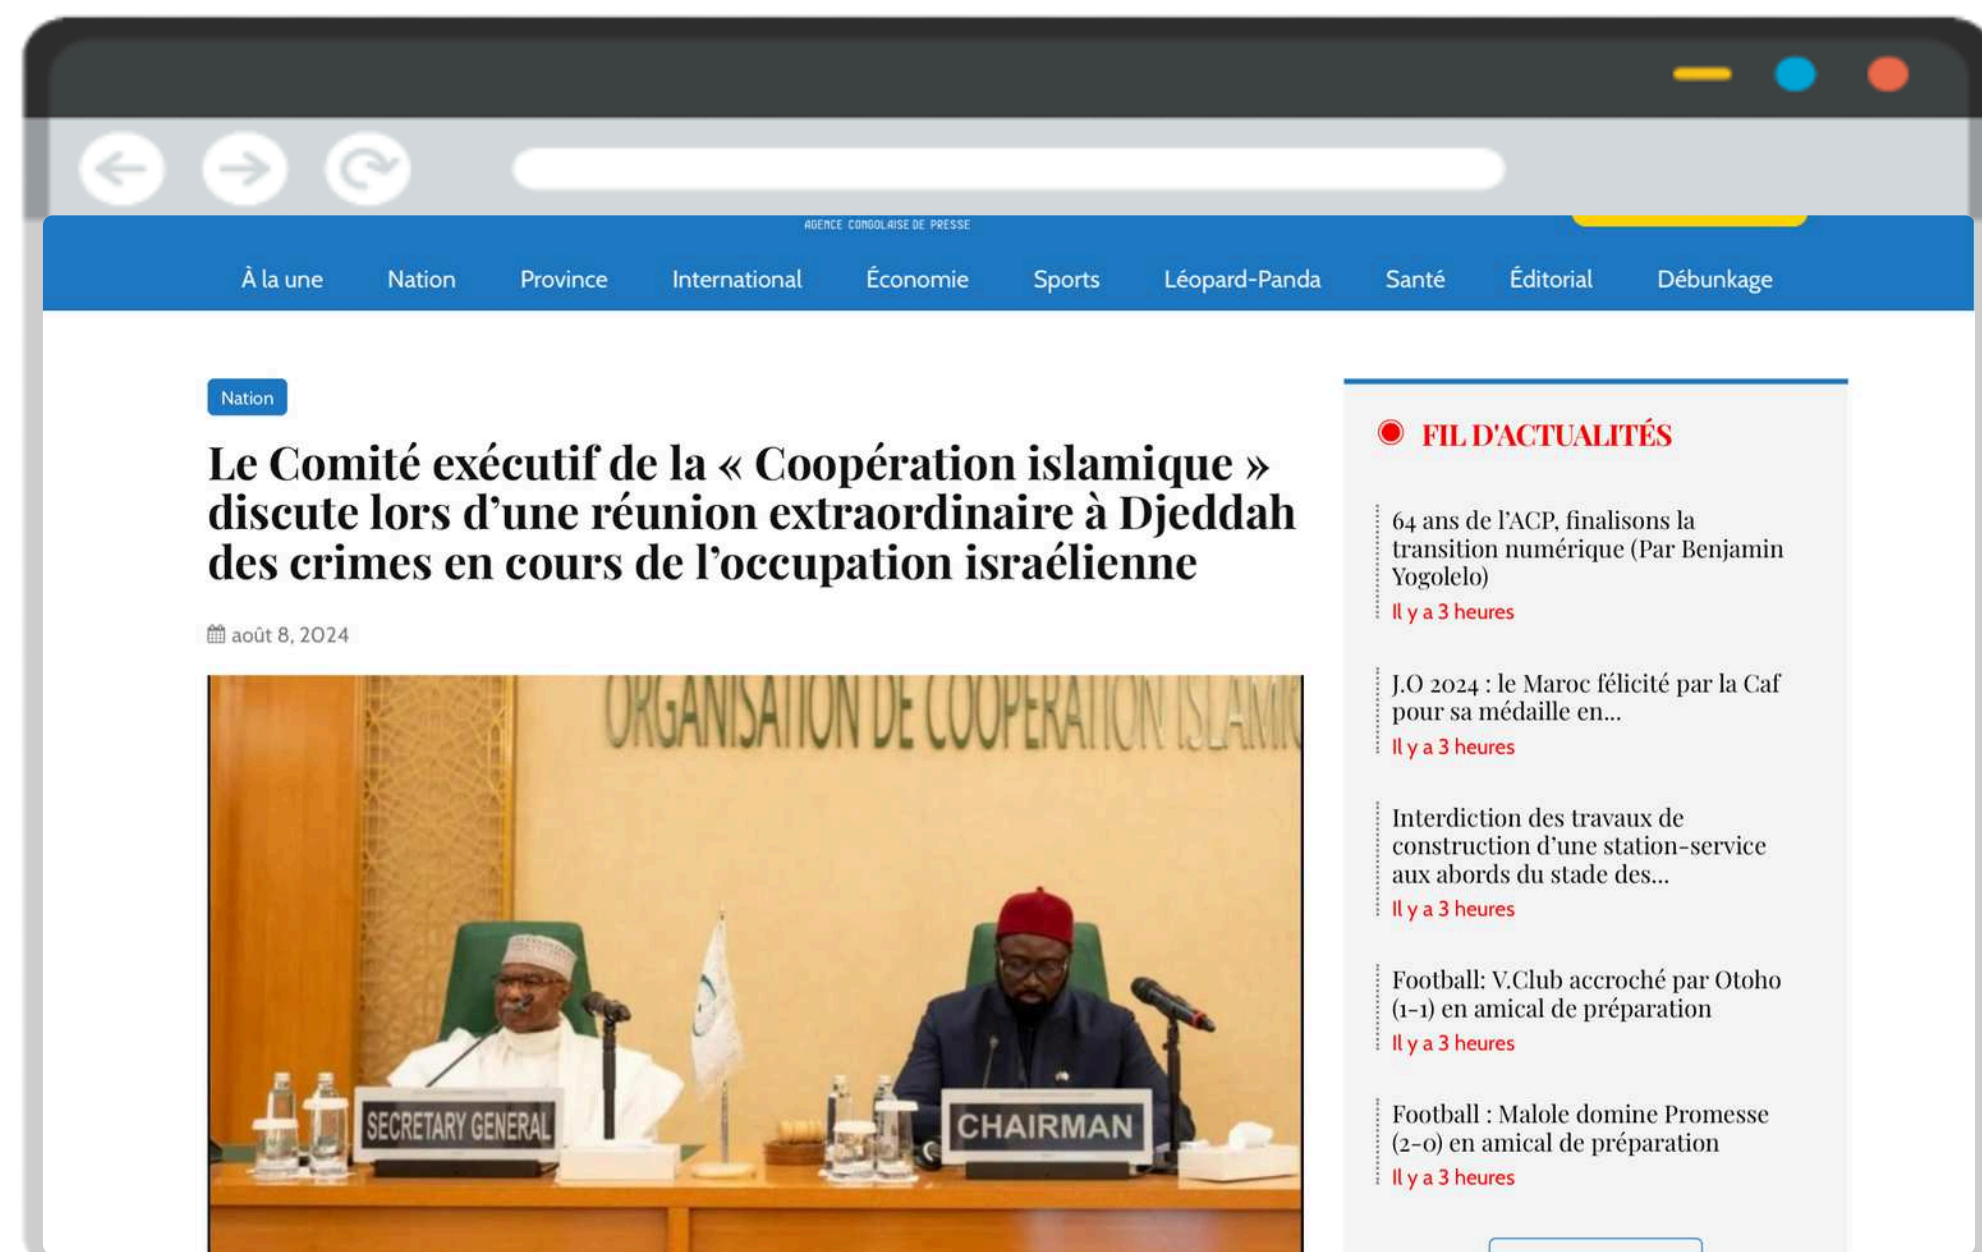 AGENCE CONGOLAISE DE PRESSE
À la une Nation Province International Économie Sports Léopard-Panda Santé Éditorial Débunkage
Nation
Le Comité exécutif de la « Coopération islamique »
discute lors d’une réunion extraordinaire à Djeddah
des crimes en cours de l’occupation israélienne
août 8, 2024
ORGANISATION DE COOPERATION ISLAMIC
SECRETARY GENERAL
CHAIRMAN
FIL D'ACTUALITÉS
64 ans de l’ACP, finalisons la
transition numérique (Par Benjamin
Yogolelo)
Il y a 3 heures
J.O 2024 : le Maroc félicité par la Caf
pour sa médaille en...
Il y a 3 heures
Interdiction des travaux de
construction d’une station-service
aux abords du stade des...
Il y a 3 heures
Football: V.Club accroché par Otoho
(1-1) en amical de préparation
Il y a 3 heures
Football : Malole domine Promesse
(2-0) en amical de préparation
Il y a 3 heures